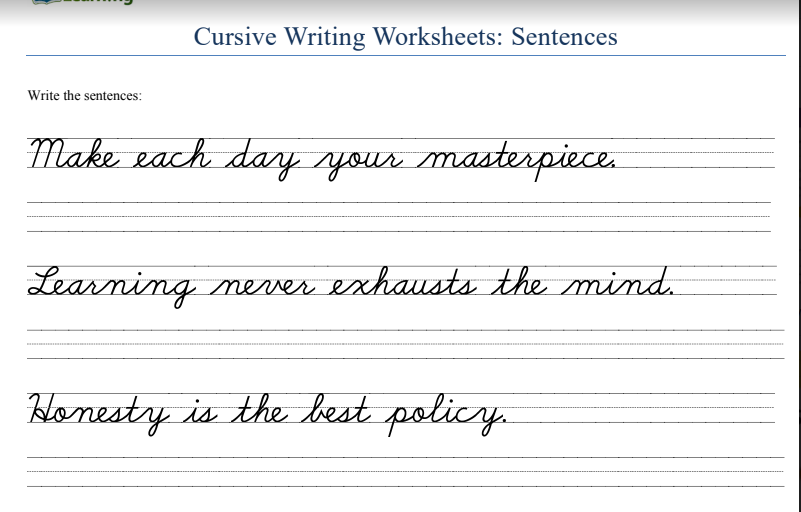 Learning
Cursive Writing Worksheets: Sentences
Write the sentences:
Make each day your masterpiece.
Learning never exhausts the mind.
Honesty is the best policy.